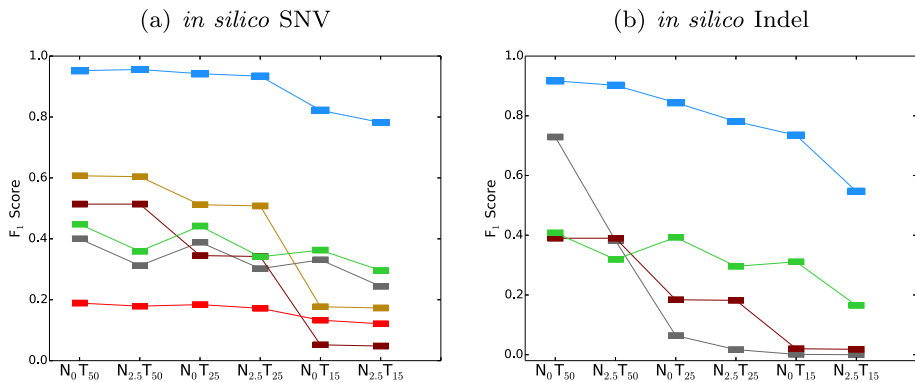 (a) in silico SNV
1.0
0.8
0.6
0.4
0.2
0.0
F₁ Score
N₀T₅₀ N₂.₅T₅₀ N₀T₂₅ N₂.₅T₂₅ N₀T₁₅ N₂.₅T₁₅
(b) in silico Indel
1.0
0.8
0.6
0.4
0.2
0.0
F₁ Score
N₀T₅₀ N₂.₅T₅₀ N₀T₂₅ N₂.₅T₂₅ N₀T₁₅ N₂.₅T₁₅